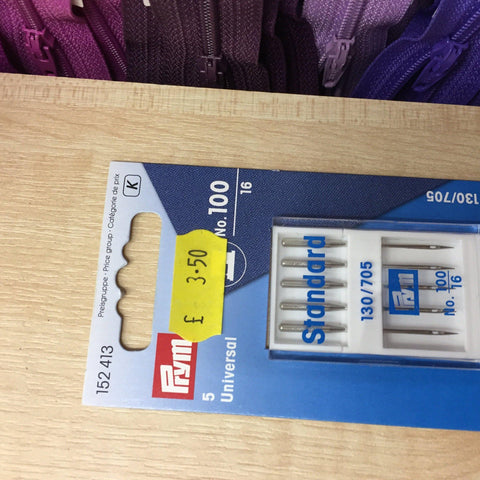 Preisgruppe · Price group · Catégorie de prix
K
152 413
£ 3.50
Prym
No. 100
16
5
Universal
130/705
Standard
130/705
Prym
No. 100
16